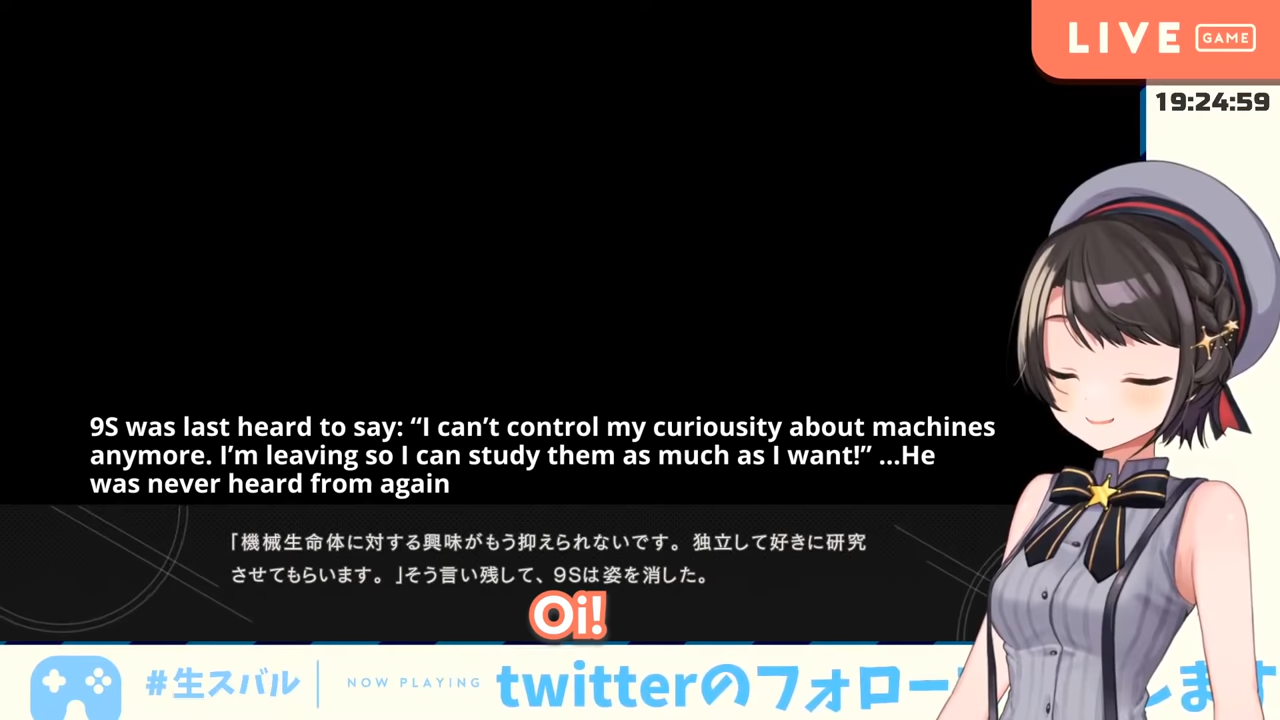 LIVE GAME
19:24:59
9S was last heard to say: “I can’t control my curiousity about machines
anymore. I’m leaving so I can study them as much as I want!” ...He
was never heard from again
「機械生命体に対する興味がもう抑えられないです。独立して好きに研究
させてもらいます。」そう言い残して、9Sは姿を消した。
Oi!
#生スバル NOW PLAYING twitterのフォロー します